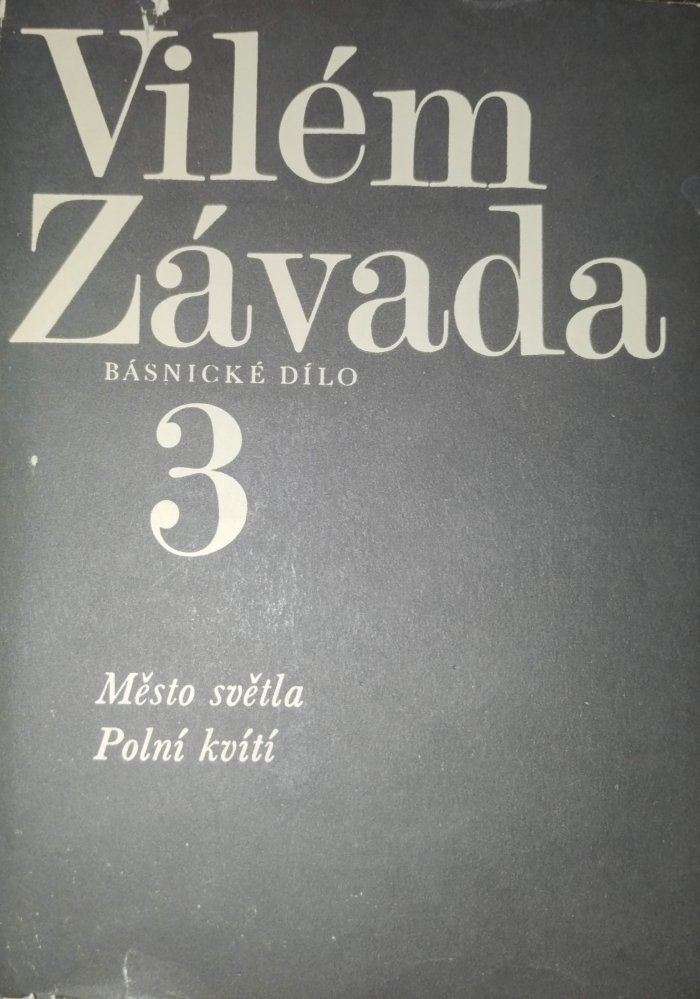 Vilém
Závada
BÁSNICKÉ DÍLO
3
Město světla
Polní kvítí